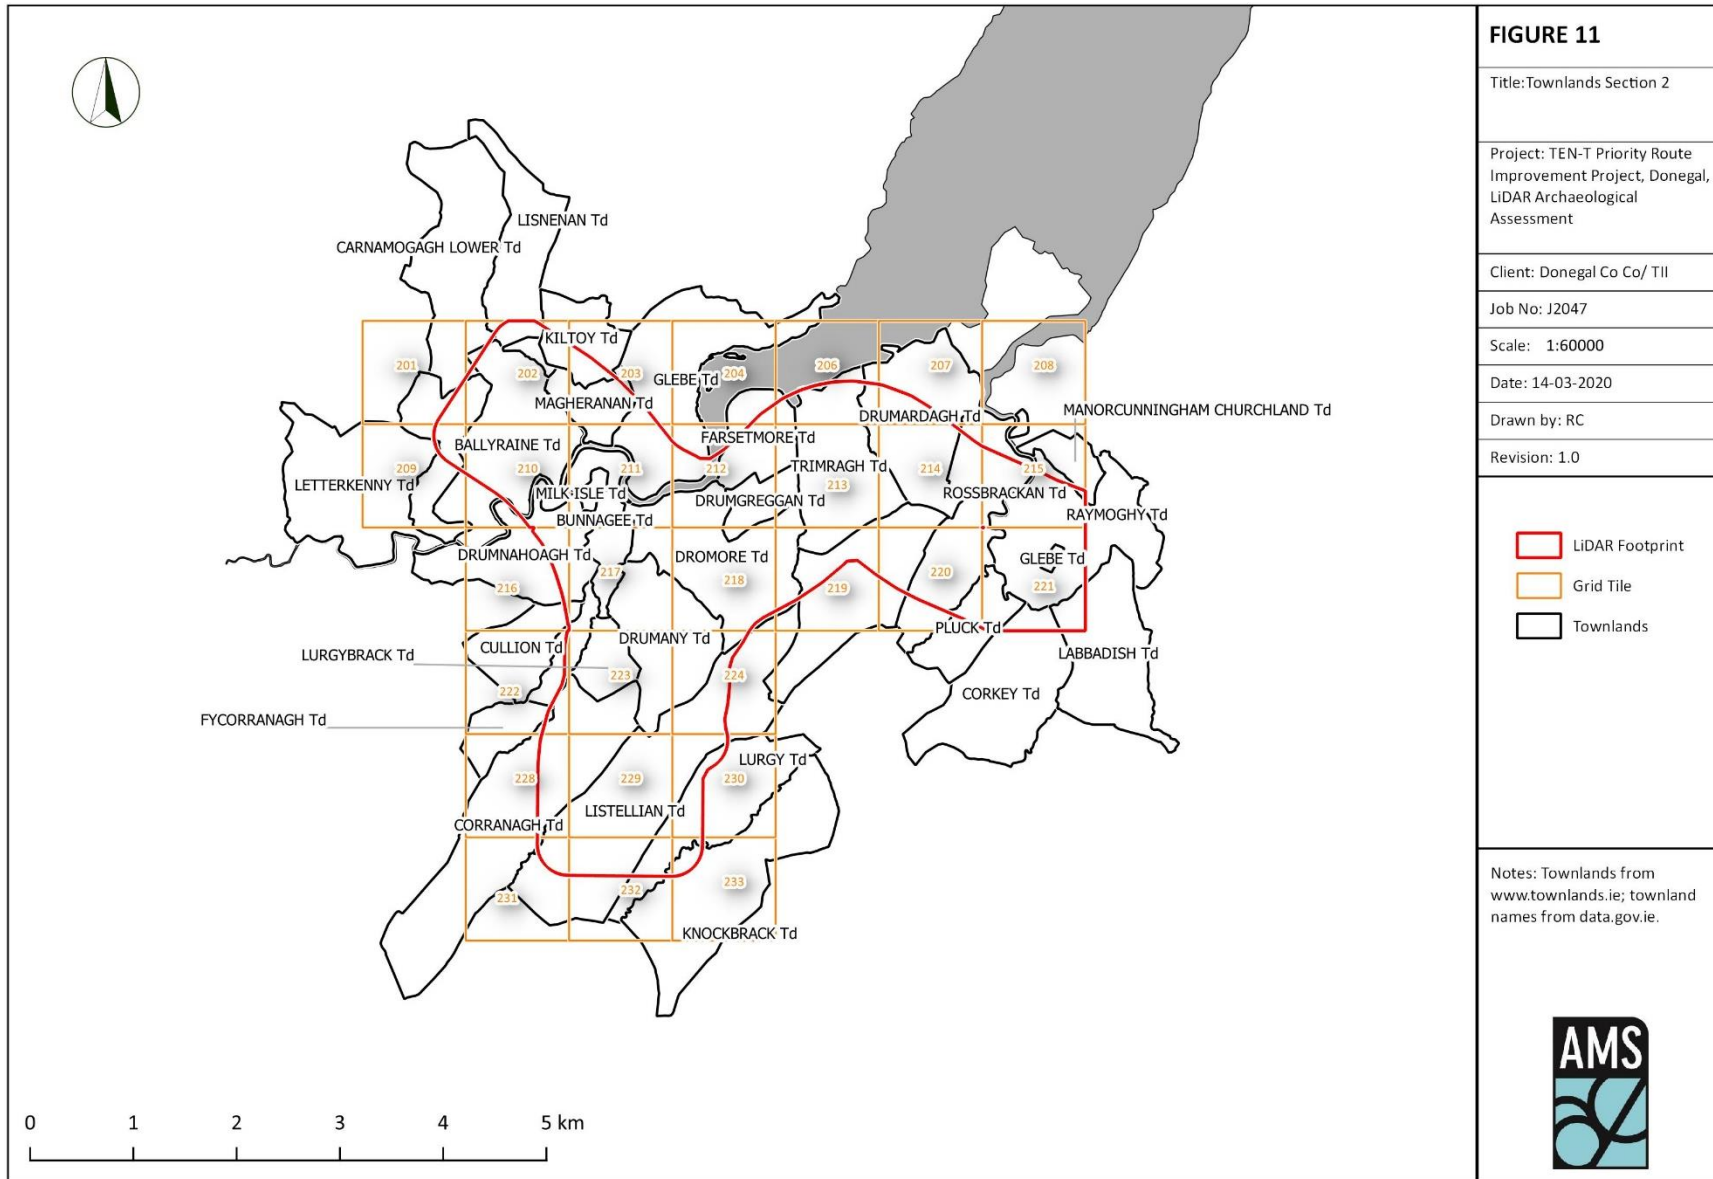 LISNENAN Td
CARNAMOGAGH LOWER Td
KILTOY Td
201
202
203
204
206
207
208
GLEBE Td
MAGHERANAN Td
DRUMARDAGH Td
MANORCUNNINGHAM CHURCHLAND Td
BALLYRAINE Td
FARSETMORE Td
209
210
211
212
TRIMRAGH Td
214
215
LETTERKENNY Td
MILK ISLE Td
DRUMGREGGAN Td
213
ROSSBRACKAN Td
BUNNAGEE Td
RAYMOGHY Td
DRUMNAHOAGH Td
DROMORE Td
GLEBE Td
216
217
218
219
220
221
LURGYBRACK Td
CULLION Td
DRUMANY Td
PLUCK Td
LABBADISH Td
222
223
224
CORKEY Td
FYCORRANAGH Td
LURGY Td
228
229
230
LISTELLIAN Td
CORRANAGH Td
231
232
233
KNOCKBRACK Td
0 1 2 3 4 5 km
FIGURE 11
Title:Townlands Section 2
Project: TEN-T Priority Route
Improvement Project, Donegal,
LiDAR Archaeological
Assessment
Client: Donegal Co Co/ TII
Job No: J2047
Scale: 1:60000
Date: 14-03-2020
Drawn by: RC
Revision: 1.0
LiDAR Footprint
Grid Tile
Townlands
Notes: Townlands from
www.townlands.ie; townland
names from data.gov.ie.
AMS